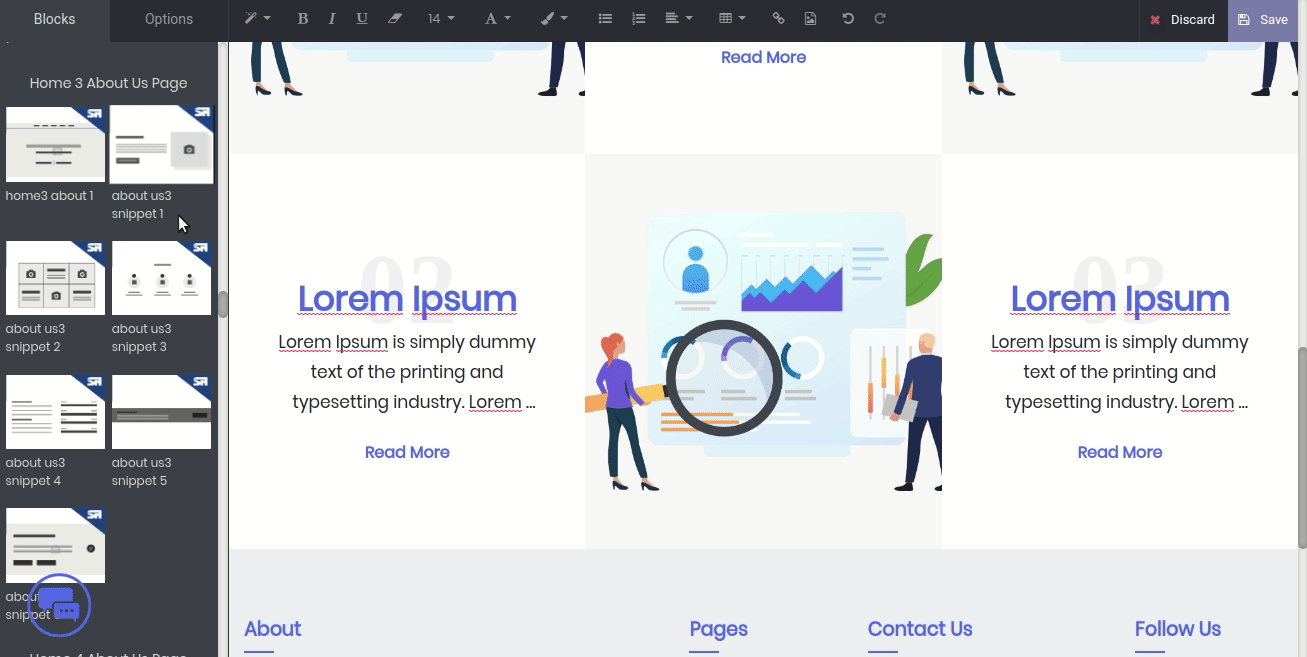 Blocks
Options
14
A
Discard
Save
Home 3 About Us Page
home3 about 1
about us3
snippet 1
about us3
snippet 2
about us3
snippet 3
about us3
snippet 4
about us3
snippet 5
snippet
Home 4 About Us Page
Read More
02
Lorem Ipsum
Lorem Ipsum is simply dummy
text of the printing and
typesetting industry. Lorem ...
Read More
03
Lorem Ipsum
Lorem Ipsum is simply dummy
text of the printing and
typesetting industry. Lorem ...
Read More
About
Pages
Contact Us
Follow Us